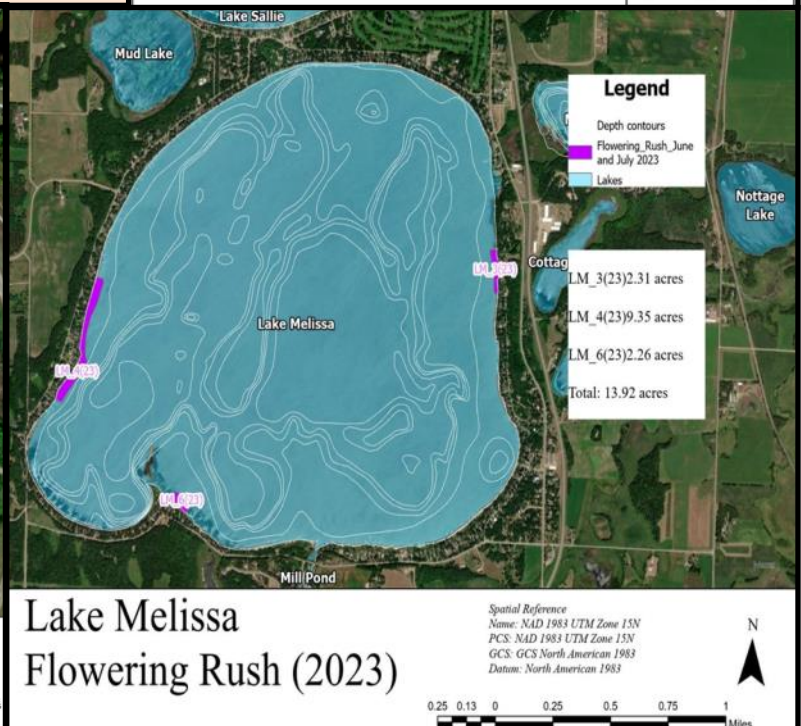 Lake Sallie
Mud Lake
Legend
Depth contours
Flowering_Rush_June
and July 2023
Lakes
Nottage
Lake
LM_3(23)
Cottag
LM_3(23)2.31 acres
LM_4(23)9.35 acres
LM_6(23)2.26 acres
Total: 13.92 acres
Lake Melissa
LM_4(23)
LM_6(23)
Mill Pond
Lake Melissa
Flowering Rush (2023)
Spatial Reference
Name: NAD 1983 UTM Zone 15N
PCS: NAD 1983 UTM Zone 15N
GCS: GCS North American 1983
Datum: North American 1983
N
0.25 0.13 0 0.25 0.5 0.75 1
Miles